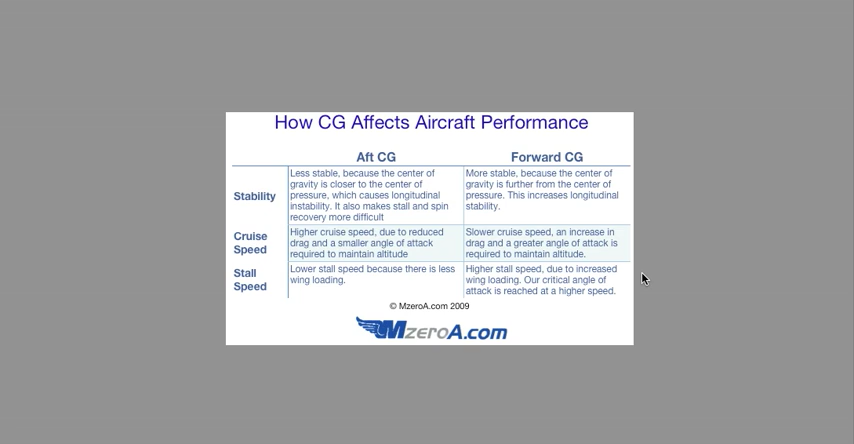 How CG Affects Aircraft Performance
Aft CG
Forward CG
Stability
Less stable, because the center of
gravity is closer to the center of
pressure, which causes longitudinal
instability. It also makes stall and spin
recovery more difficult
More stable, because the center of
gravity is further from the center of
pressure. This increases longitudinal
stability.
Cruise
Speed
Higher cruise speed, due to reduced
drag and a smaller angle of attack
required to maintain altitude
Slower cruise speed, an increase in
drag and a greater angle of attack is
required to maintain altitude.
Stall
Speed
Lower stall speed because there is less
wing loading.
Higher stall speed, due to increased
wing loading. Our critical angle of
attack is reached at a higher speed.
© MzeroA.com 2009
MzeroA.com